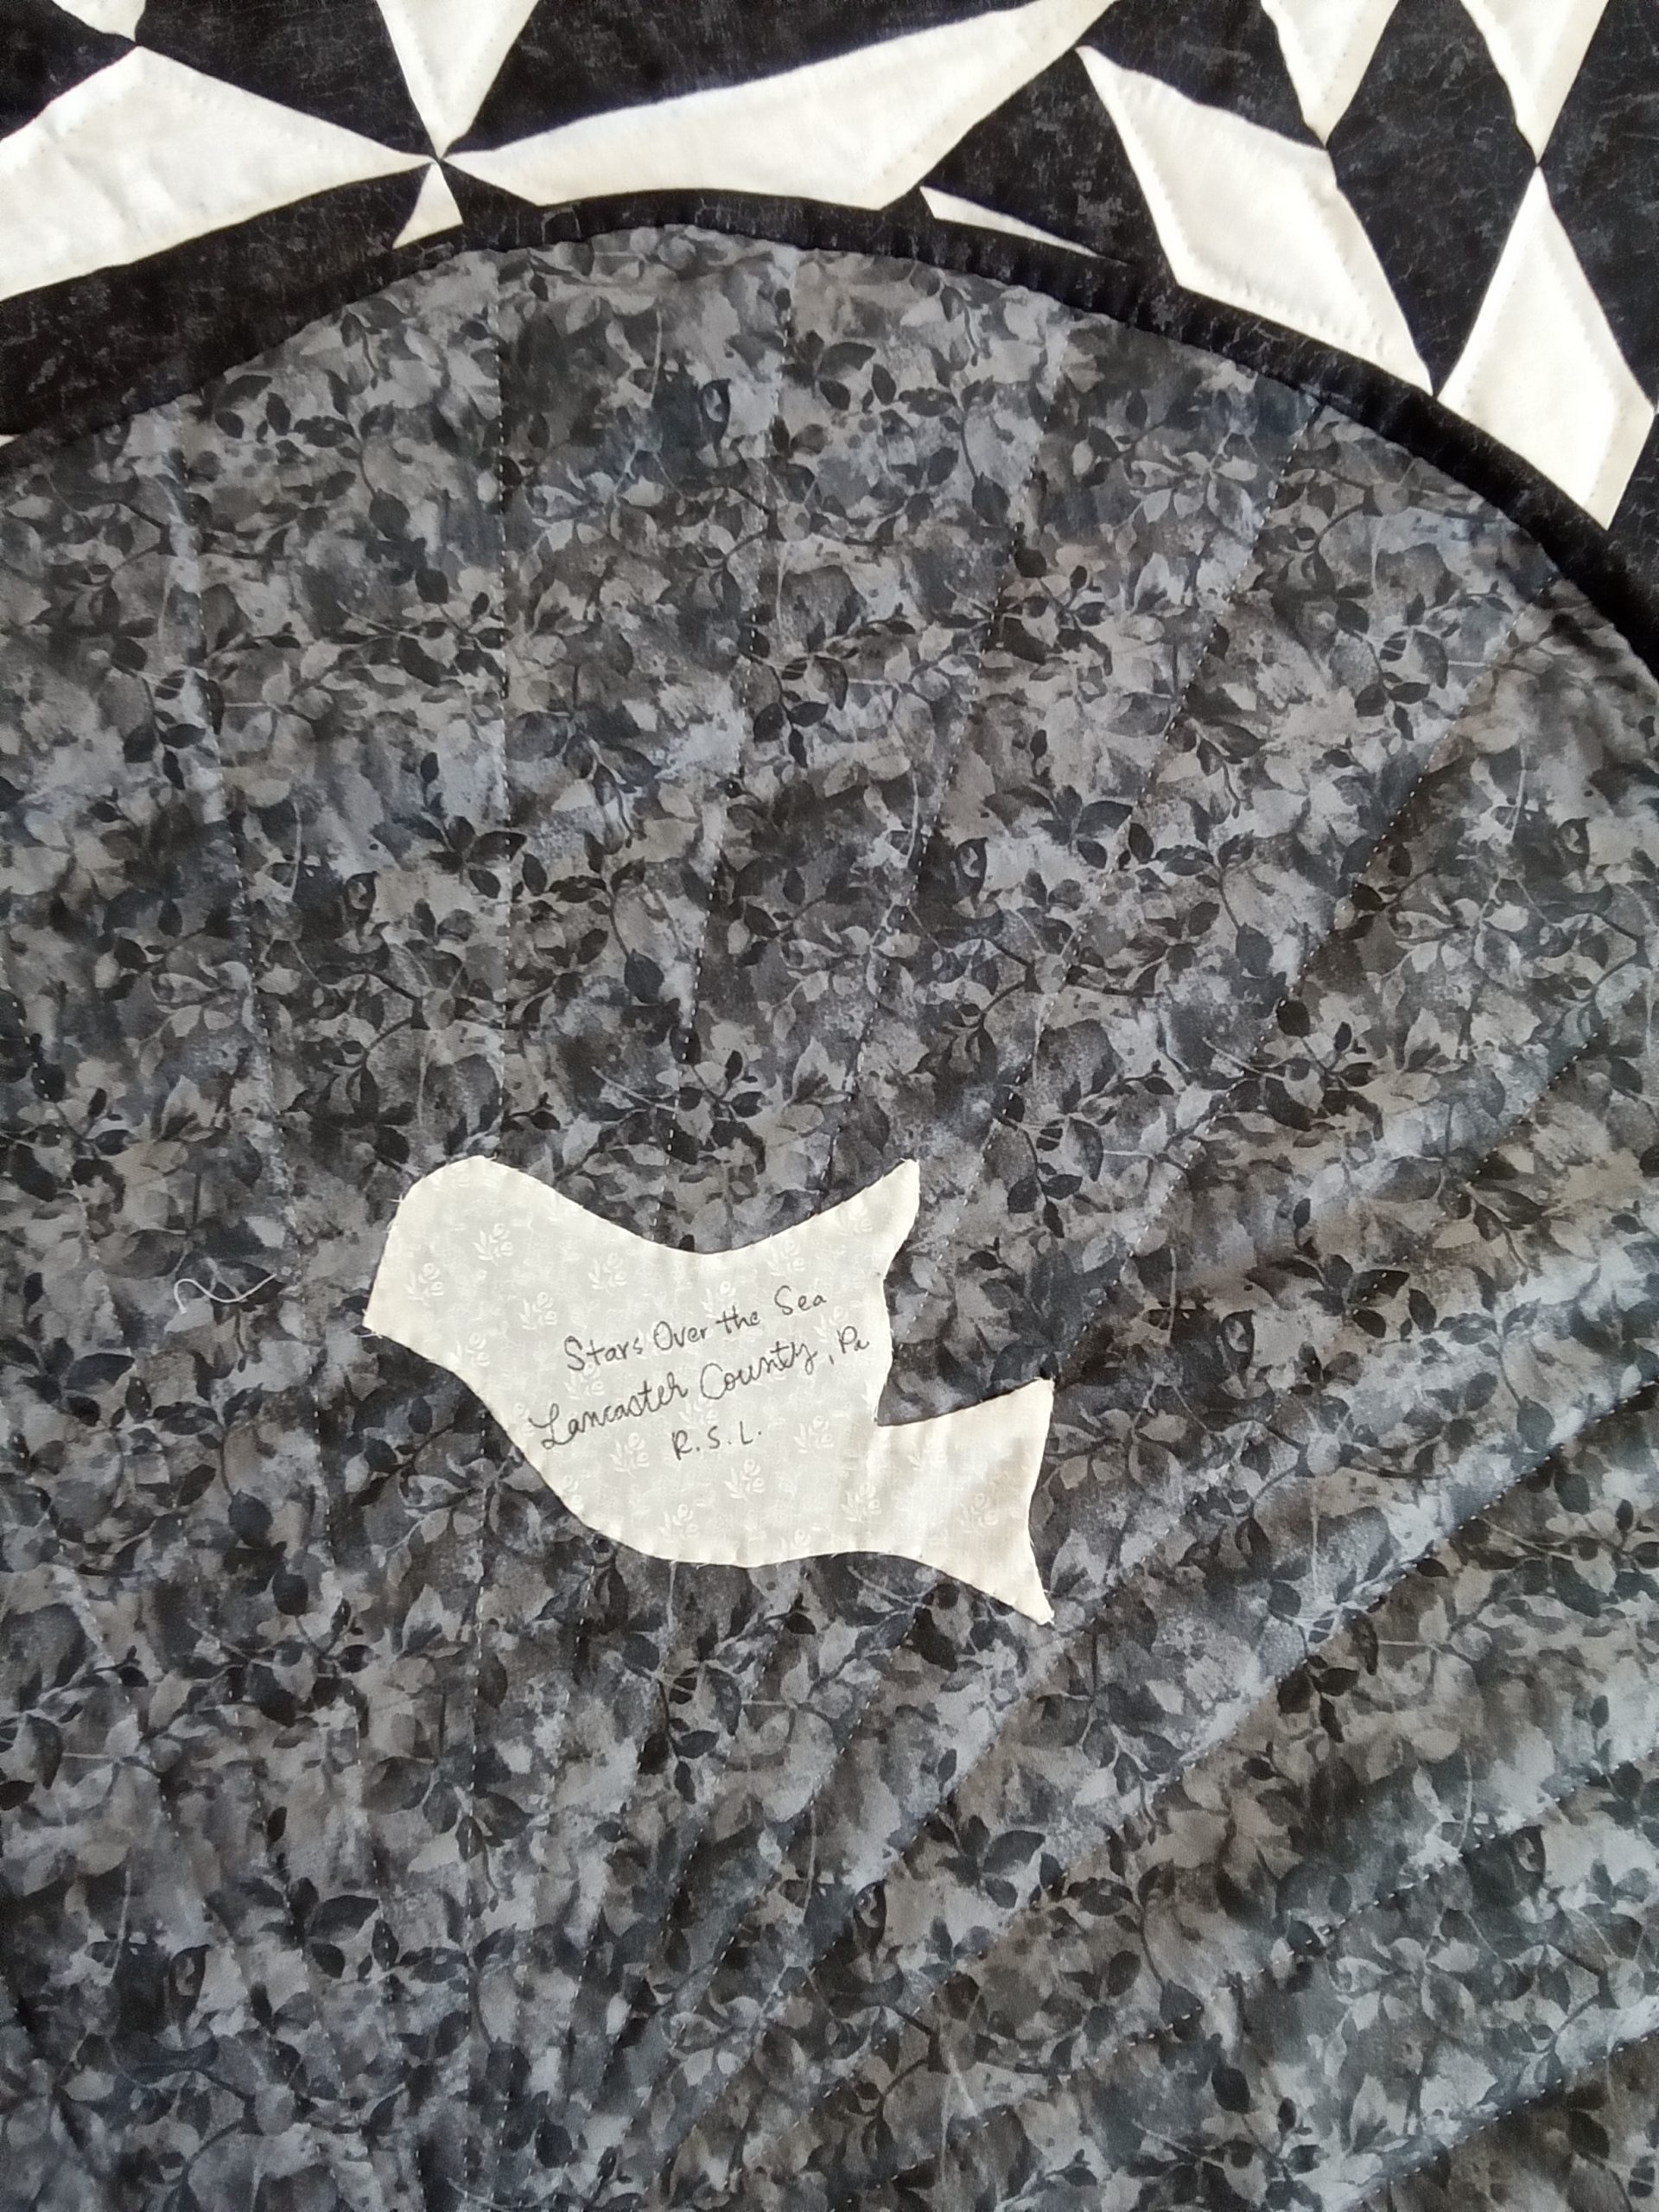 Stars Over the Sea
Lancaster County, Pa
R.S.L.